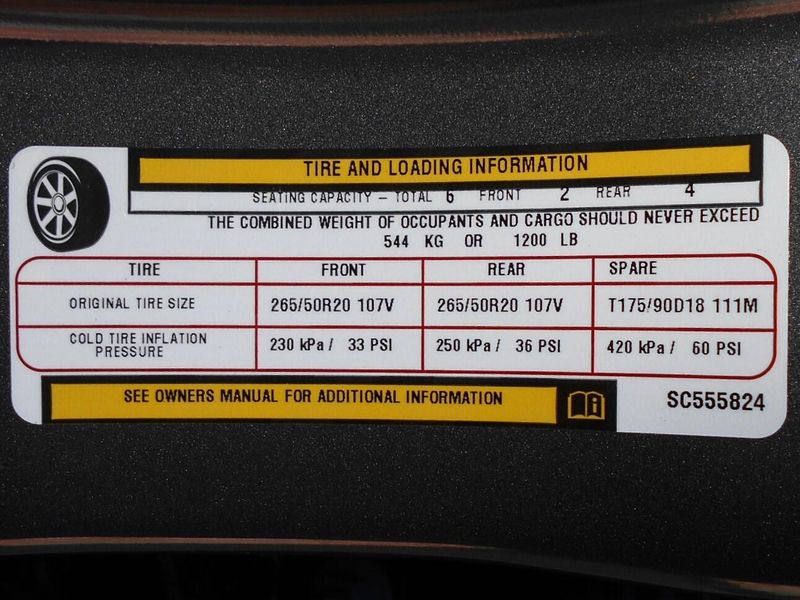 TIRE AND LOADING INFORMATION
SEATING CAPACITY – TOTAL 6 FRONT 2 REAR 4
THE COMBINED WEIGHT OF OCCUPANTS AND CARGO SHOULD NEVER EXCEED
544 KG OR 1200 LB
TIRE FRONT REAR SPARE
ORIGINAL TIRE SIZE 265/50R20 107V 265/50R20 107V T175/90D18 111M
COLD TIRE INFLATION
PRESSURE 230 kPa / 33 PSI 250 kPa / 36 PSI 420 kPa / 60 PSI
SEE OWNERS MANUAL FOR ADDITIONAL INFORMATION
SC555824